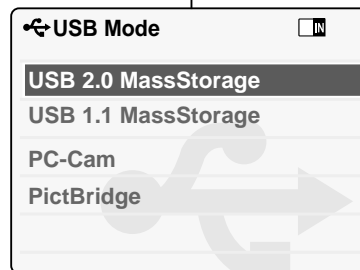 USB Mode
IN
USB 2.0 MassStorage
USB 1.1 MassStorage
PC-Cam
PictBridge